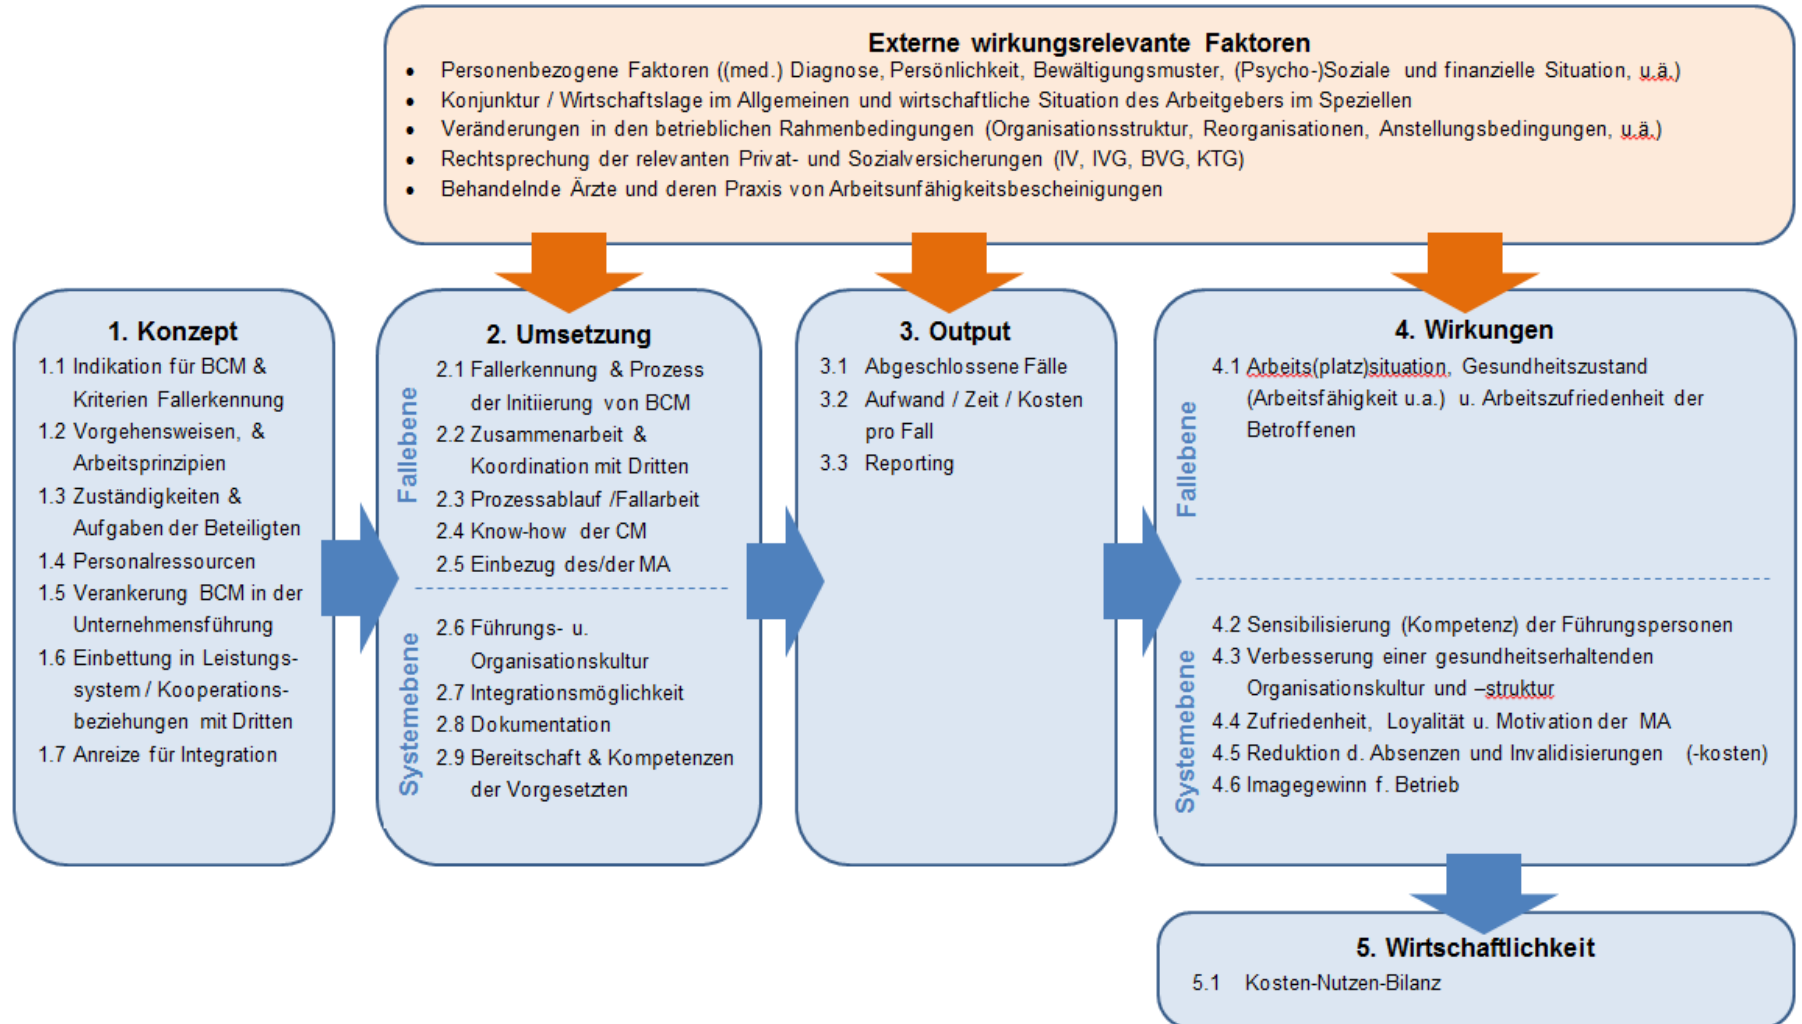 Externe wirkungsrelevante Faktoren
• Personenbezogene Faktoren ((med.) Diagnose, Persönlichkeit, Bewältigungsmuster, (Psycho-)Soziale und finanzielle Situation, u.ä.)
• Konjunktur / Wirtschaftslage im Allgemeinen und wirtschaftliche Situation des Arbeitgebers im Speziellen
• Veränderungen in den betrieblichen Rahmenbedingungen (Organisationsstruktur, Reorganisationen, Anstellungsbedingungen, u.ä.)
• Rechtsprechung der relevanten Privat- und Sozialversicherungen (IV, IVG, BVG, KTG)
• Behandelnde Ärzte und deren Praxis von Arbeitsunfähigkeitsbescheinigungen
1. Konzept
1.1 Indikation für BCM &
Kriterien Fallerkennung
1.2 Vorgehensweisen, &
Arbeitsprinzipien
1.3 Zuständigkeiten &
Aufgaben der Beteiligten
1.4 Personalressourcen
1.5 Verankerung BCM in der
Unternehmensführung
1.6 Einbettung in Leistungs-
system / Kooperations-
beziehungen mit Dritten
1.7 Anreize für Integration
2. Umsetzung
Fallebene
2.1 Fallerkennung & Prozess
der Initiierung von BCM
2.2 Zusammenarbeit &
Koordination mit Dritten
2.3 Prozessablauf /Fallarbeit
2.4 Know-how der CM
2.5 Einbezug des/der MA
Systemebene
2.6 Führungs- u.
Organisationskultur
2.7 Integrationsmöglichkeit
2.8 Dokumentation
2.9 Bereitschaft & Kompetenzen
der Vorgesetzten
3. Output
3.1 Abgeschlossene Fälle
3.2 Aufwand / Zeit / Kosten
pro Fall
3.3 Reporting
4. Wirkungen
Fallebene
4.1 Arbeits(platz)situation, Gesundheitszustand
(Arbeitsfähigkeit u.a.) u. Arbeitszufriedenheit der
Betroffenen
Systemebene
4.2 Sensibilisierung (Kompetenz) der Führungspersonen
4.3 Verbesserung einer gesundheitserhaltenden
Organisationskultur und –struktur
4.4 Zufriedenheit, Loyalität u. Motivation der MA
4.5 Reduktion d. Absenzen und Invalidisierungen (-kosten)
4.6 Imagegewinn f. Betrieb
5. Wirtschaftlichkeit
5.1 Kosten-Nutzen-Bilanz